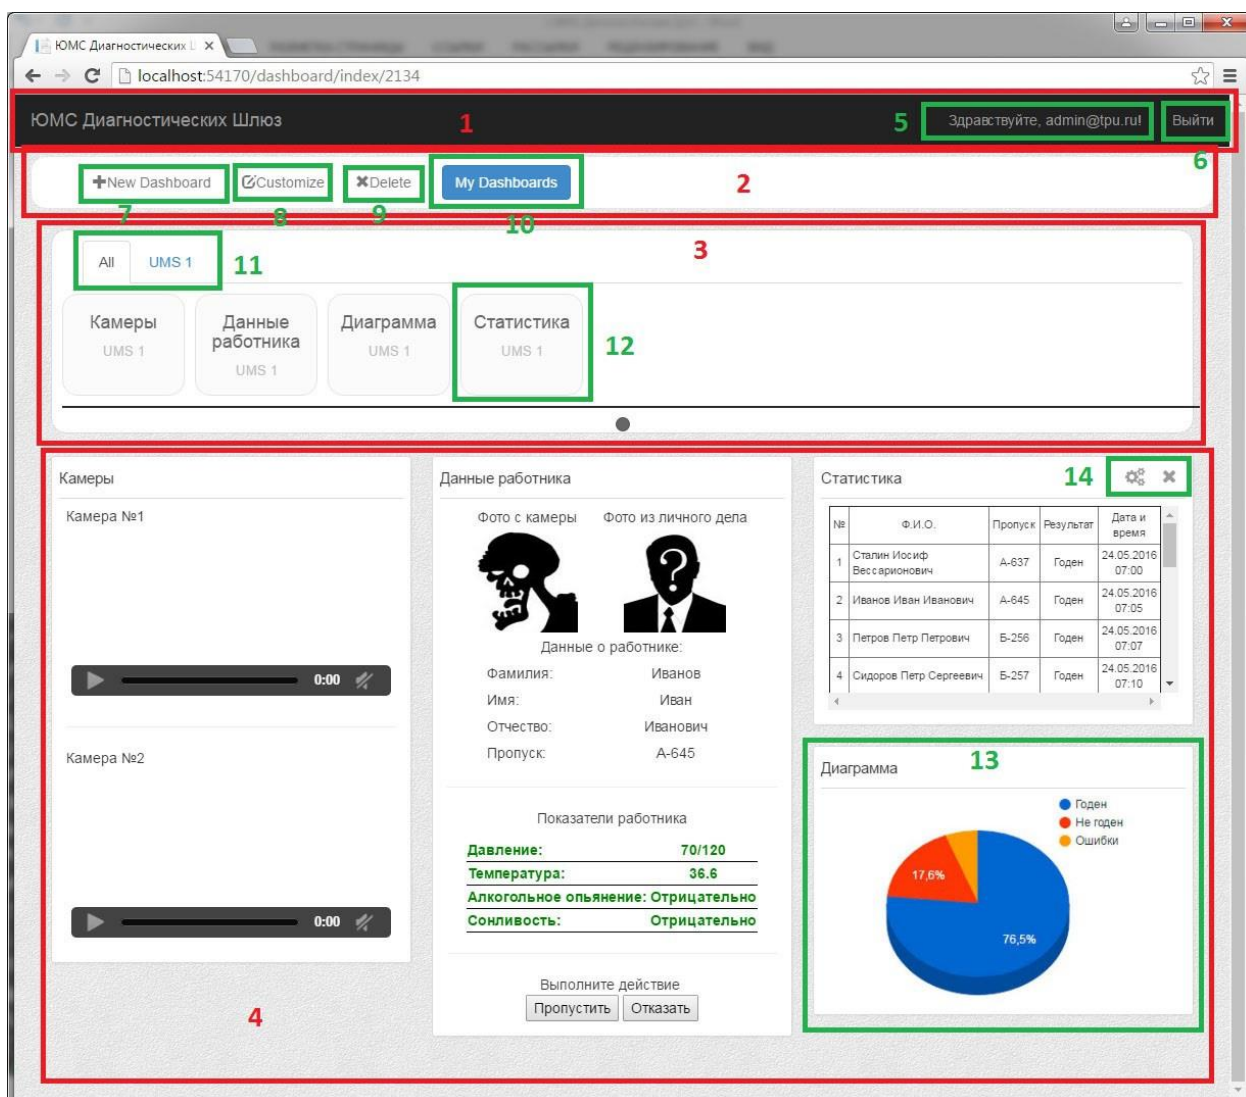 ЮМС Диагностических
localhost:54170/dashboard/index/2134
ЮМС Диагностических Шлюз
1
5
Здравствуйте, admin@tpu.ru!
Выйти
6
New Dashboard
Customize
Delete
My Dashboards
2
7
8
9
10
3
All
UMS 1
11
Камеры
UMS 1
Данные
работника
UMS 1
Диаграмма
UMS 1
Статистика
UMS 1
12
Камеры
Камера №1
0:00
Камера №2
0:00
4
Данные работника
Фото с камеры
Фото из личного дела
Данные о работнике:
Фамилия: Иванов
Имя: Иван
Отчество: Иванович
Пропуск: А-645
Показатели работника
Давление: 70/120
Температура: 36.6
Алкогольное опьянение: Отрицательно
Сонливость: Отрицательно
Выполните действие
Пропустить Отказать
Статистика
14
№ Ф.И.О. Пропуск Результат Дата и
время
1 Сталин Иосиф
Вессарионович А-637 Годен 24.05.2016
07:00
2 Иванов Иван Иванович А-645 Годен 24.05.2016
07:05
3 Петров Петр Петрович Б-256 Годен 24.05.2016
07:07
4 Сидоров Петр Сергеевич Б-257 Годен 24.05.2016
07:10
13
Диаграмма
Годен
Не годен
Ошибки
17,6%
76,5%